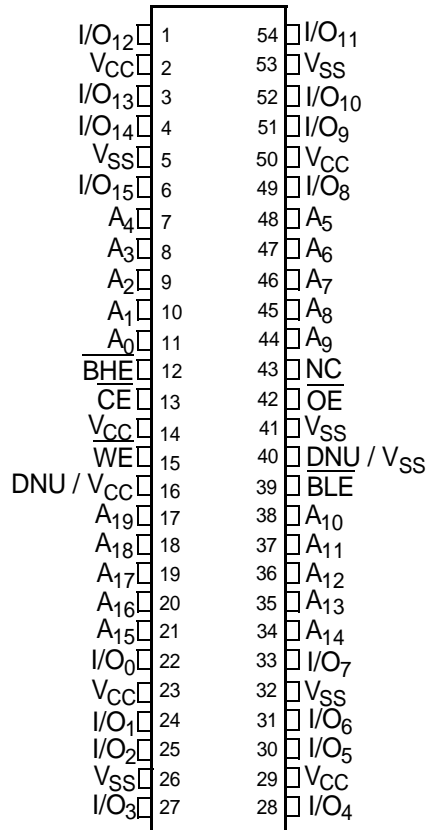 I/O12 1 54 I/O11
VCC 2 53 VSS
I/O13 3 52 I/O10
I/O14 4 51 I/O9
VSS 5 50 VCC
I/O15 6 49 I/O8
A4 7 48 A5
A3 8 47 A6
A2 9 46 A7
A1 10 45 A8
A0 11 44 A9
BHE 12 43 NC
CE 13 42 OE
VCC 14 41 VSS
WE 15 40 DNU / VSS
DNU / VCC 16 39 BLE
A19 17 38 A10
A18 18 37 A11
A17 19 36 A12
A16 20 35 A13
A15 21 34 A14
I/O0 22 33 I/O7
VCC 23 32 VSS
I/O1 24 31 I/O6
I/O2 25 30 I/O5
VSS 26 29 VCC
I/O3 27 28 I/O4